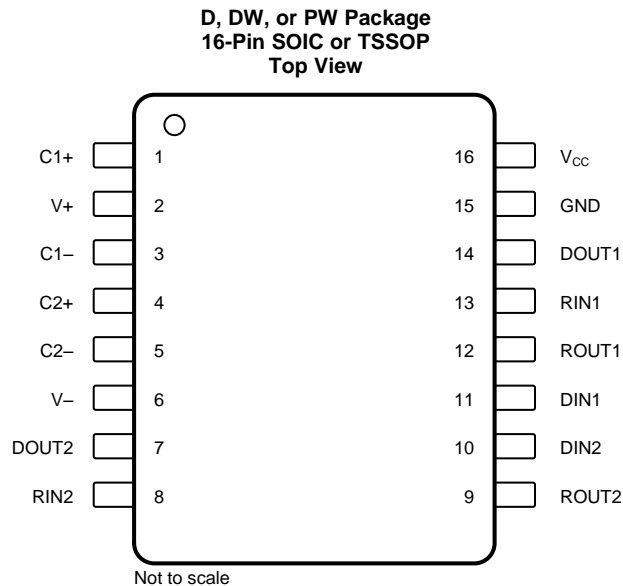 D, DW, or PW Package
16-Pin SOIC or TSSOP
Top View
C1+ 1 16 VCC
V+ 2 15 GND
C1– 3 14 DOUT1
C2+ 4 13 RIN1
C2– 5 12 ROUT1
V– 6 11 DIN1
DOUT2 7 10 DIN2
RIN2 8 9 ROUT2
Not to scale